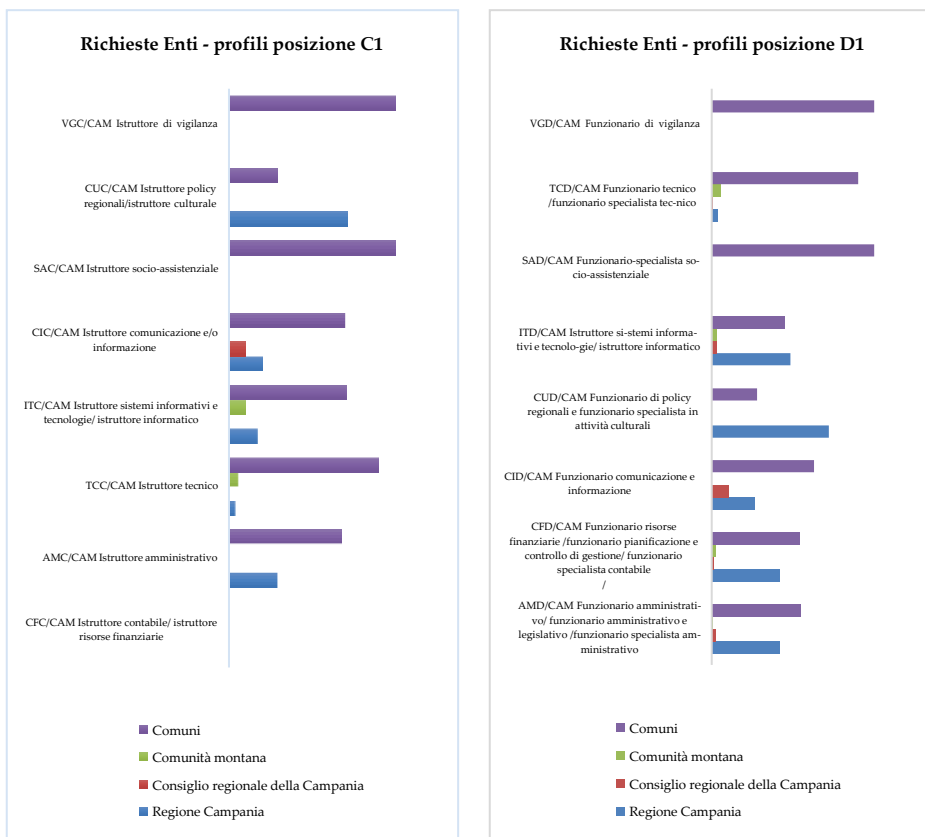 Richieste Enti - profili posizione C1
VGC/CAM Istruttore di vigilanza
CUC/CAM Istruttore policy
regionali/istruttore culturale
SAC/CAM Istruttore socio-assistenziale
CIC/CAM Istruttore comunicazione e/o
informazione
ITC/CAM Istruttore sistemi informativi e
tecnologie/ istruttore informatico
TCC/CAM Istruttore tecnico
AMC/CAM Istruttore amministrativo
CFC/CAM Istruttore contabile/ istruttore
risorse finanziarie
Comuni
Comunità montana
Consiglio regionale della Campania
Regione Campania
Richieste Enti - profili posizione D1
VGD/CAM Funzionario di vigilanza
TCD/CAM Funzionario tecnico
/funzionario specialista tec-nico
SAD/CAM Funzionario-specialista so-
cio-assistenziale
ITD/CAM Istruttore si-stemi informa-
tivi e tecnolo-gie/ istruttore informatico
CUD/CAM Funzionario di policy
regionali e funzionario specialista in
attività culturali
CID/CAM Funzionario comunicazione e
informazione
CFD/CAM Funzionario risorse
finanziarie /funzionario pianificazione e
controllo di gestione/ funzionario
specialista contabile
/
AMD/CAM Funzionario amministrati-
vo/ funzionario amministrativo e
legislativo /funzionario specialista am-
ministrativo
Comuni
Comunità montana
Consiglio regionale della Campania
Regione Campania